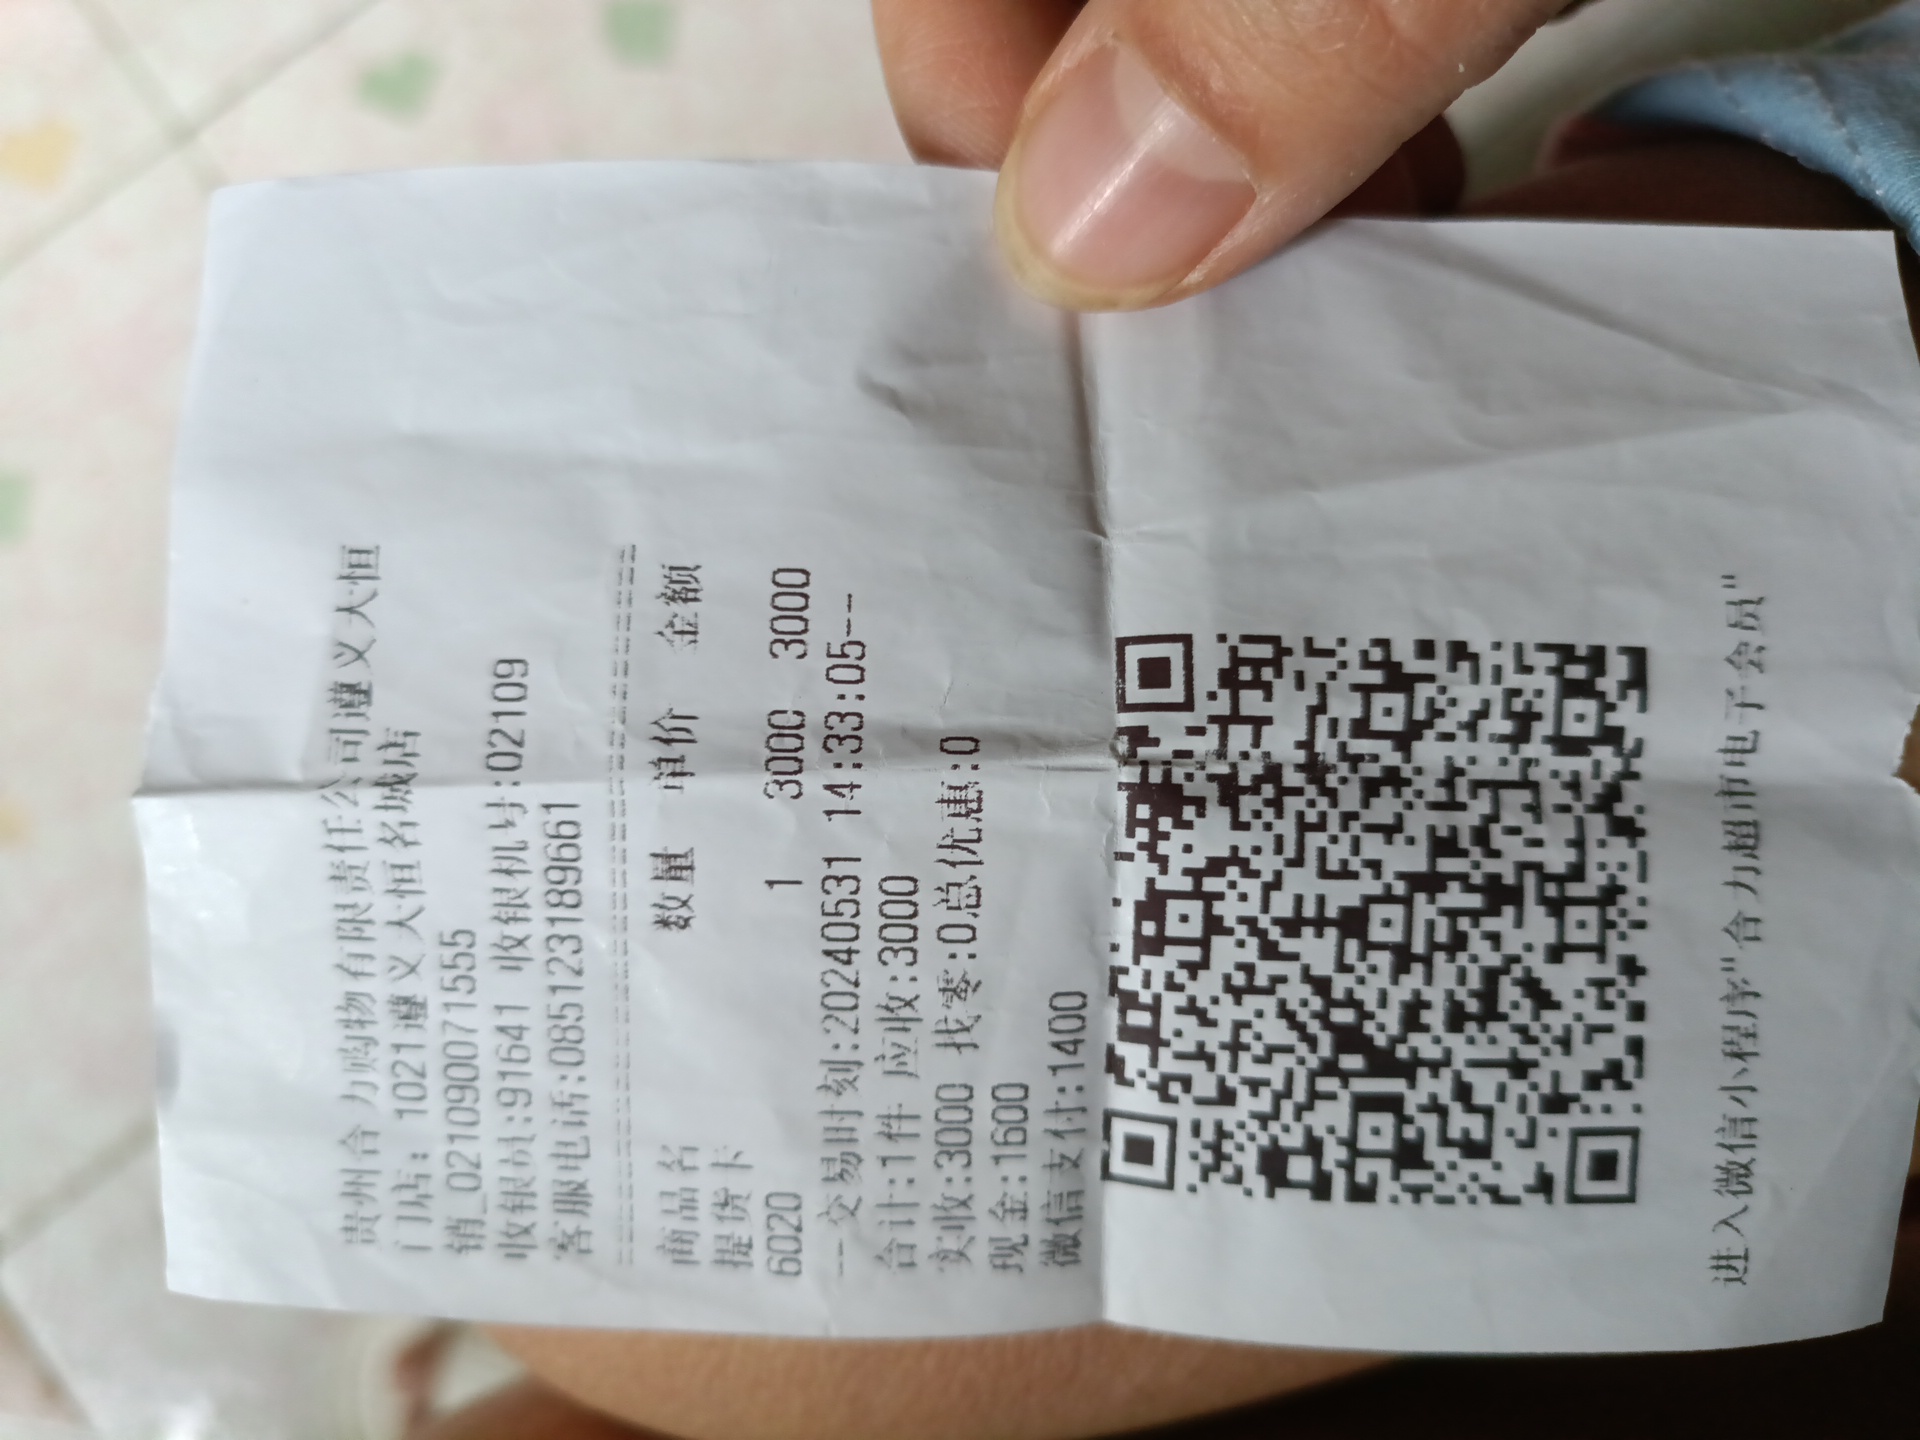 贵州合力购物有限责任公司遵义大恒
门店: 1021遵义大恒名城店
销_021090071555
收银员:91641 收银机号:02109
客服电话:085123189661
商品名 数量 单价 金额
提货卡
6020 1 3000 3000
--交易时刻:20240531 14:33:05--
合计:1件 应收:3000
实收:3000 找零:0总优惠:0
现金:1600
微信支付:1400
进入微信小程序"合力超市电子会员"